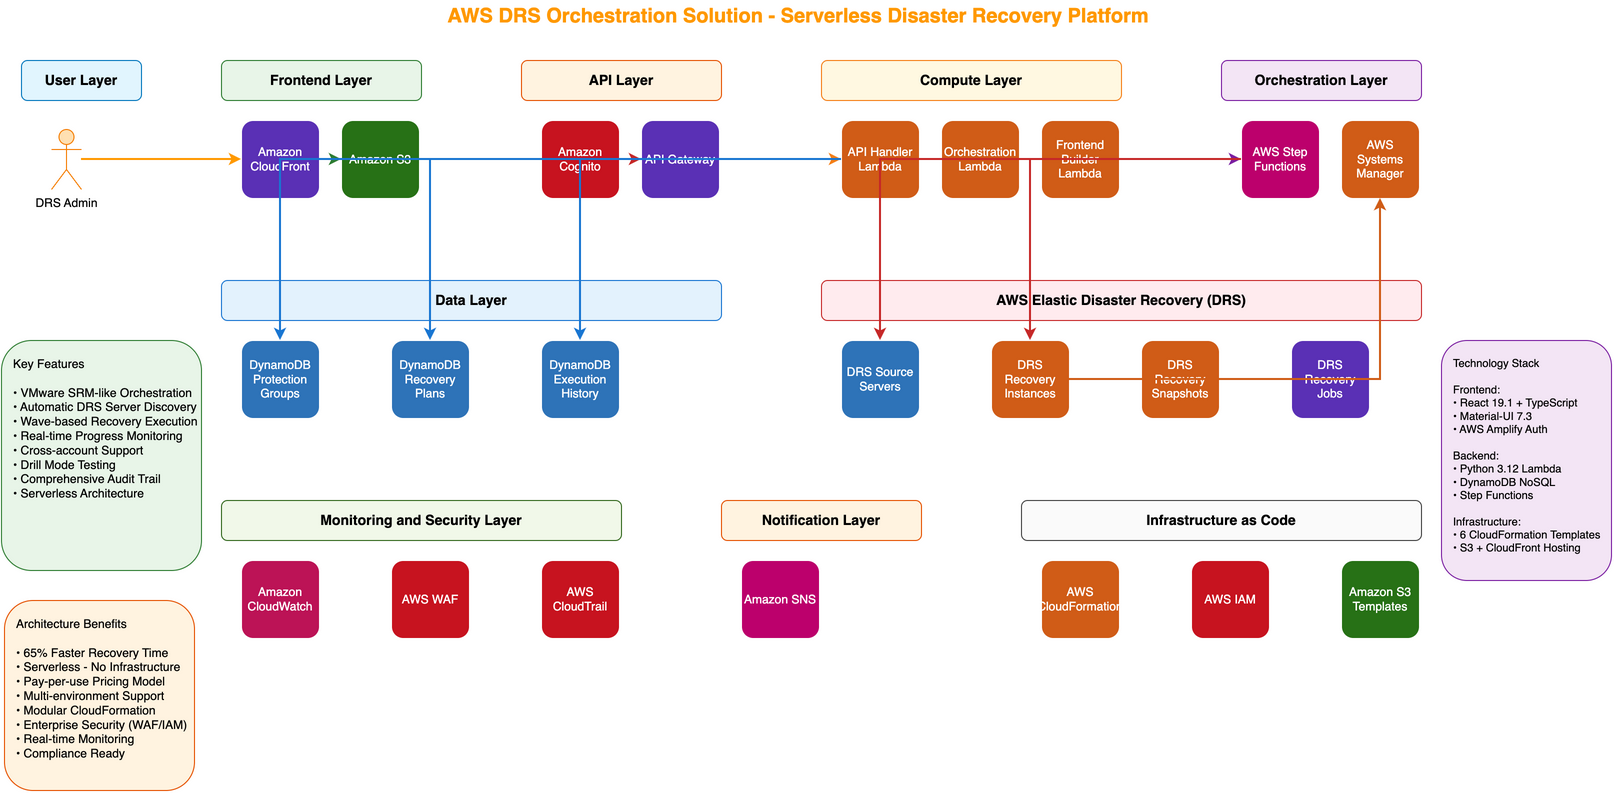 AWS DRS Orchestration Solution - Serverless Disaster Recovery Platform
User Layer
Frontend Layer
API Layer
Compute Layer
Orchestration Layer
DRS Admin
Amazon
CloudFront
Amazon S3
Amazon
Cognito
API Gateway
API Handler
Lambda
Orchestration
Lambda
Frontend
Builder
Lambda
AWS Step
Functions
AWS
Systems
Manager
Data Layer
AWS Elastic Disaster Recovery (DRS)
DynamoDB
Protection
Groups
DynamoDB
Recovery
Plans
DynamoDB
Execution
History
DRS Source
Servers
DRS
Recovery
Instances
DRS
Recovery
Snapshots
DRS
Recovery
Jobs
Key Features
• VMware SRM-like Orchestration
• Automatic DRS Server Discovery
• Wave-based Recovery Execution
• Real-time Progress Monitoring
• Cross-account Support
• Drill Mode Testing
• Comprehensive Audit Trail
• Serverless Architecture
Technology Stack
Frontend:
• React 19.1 + TypeScript
• Material-UI 7.3
• AWS Amplify Auth
Backend:
• Python 3.12 Lambda
• DynamoDB NoSQL
• Step Functions
Infrastructure:
• 6 CloudFormation Templates
• S3 + CloudFront Hosting
Monitoring and Security Layer
Notification Layer
Infrastructure as Code
Amazon
CloudWatch
AWS WAF
AWS
CloudTrail
Amazon SNS
AWS
CloudFormation
AWS IAM
Amazon S3
Templates
Architecture Benefits
• 65% Faster Recovery Time
• Serverless - No Infrastructure
• Pay-per-use Pricing Model
• Multi-environment Support
• Modular CloudFormation
• Enterprise Security (WAF/IAM)
• Real-time Monitoring
• Compliance Ready